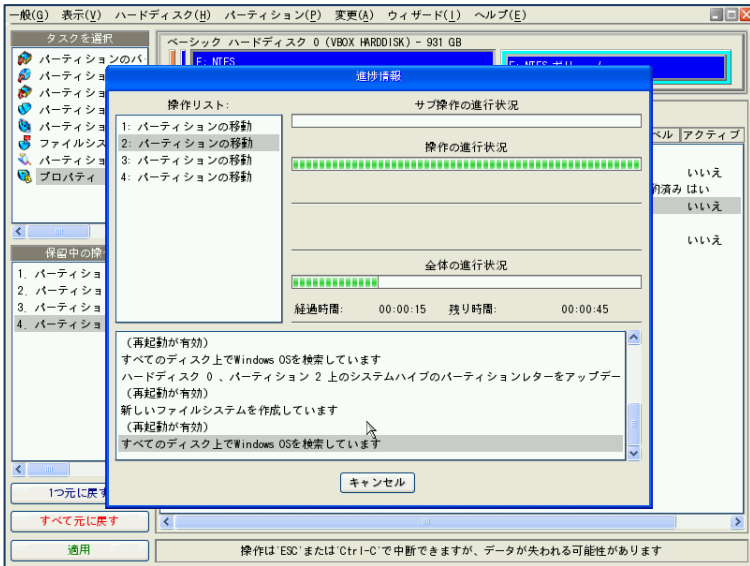 一般(G) 表示(V) ハードディスク(H) パーティション(P) 変更(A) ウィザード(I) ヘルプ(E)
タスクを選択
パーティションのバ
パーティショ
パーティショ
パーティショ
パーティショ
ファイルシス
パーティショ
プロパティ
ベーシック ハードディスク 0 (VBOX HARDDISK) - 931 GB
進捗情報
操作リスト:
1: パーティションの移動
2: パーティションの移動
3: パーティションの移動
4: パーティションの移動
サブ操作の進行状況
操作の進行状況
全体の進行状況
経過時間: 00:00:15 残り時間: 00:00:45
(再起動が有効)
すべてのディスク上でWindows OSを検索しています
ハードディスク 0 、パーティション 2 上のシステムハイブのパーティションレターをアップデー
(再起動が有効)
新しいファイルシステムを作成しています
(再起動が有効)
すべてのディスク上でWindows OSを検索しています
キャンセル
ベル アクティブ
いいえ
済み はい
いいえ
いいえ
保留中の操
1. パーティショ
2. パーティショ
3. パーティショ
4. パーティショ
1つ元に戻す
すべて元に戻す
適用
操作は'ESC'または'Ctrl-C'で中断できますが、データが失われる可能性があります